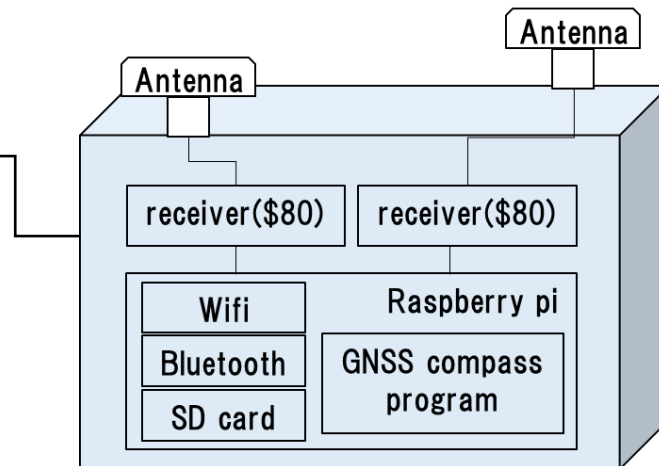 Antenna
Antenna
receiver($80)
receiver($80)
Wifi
Raspberry pi
Bluetooth
GNSS compass
program
SD card